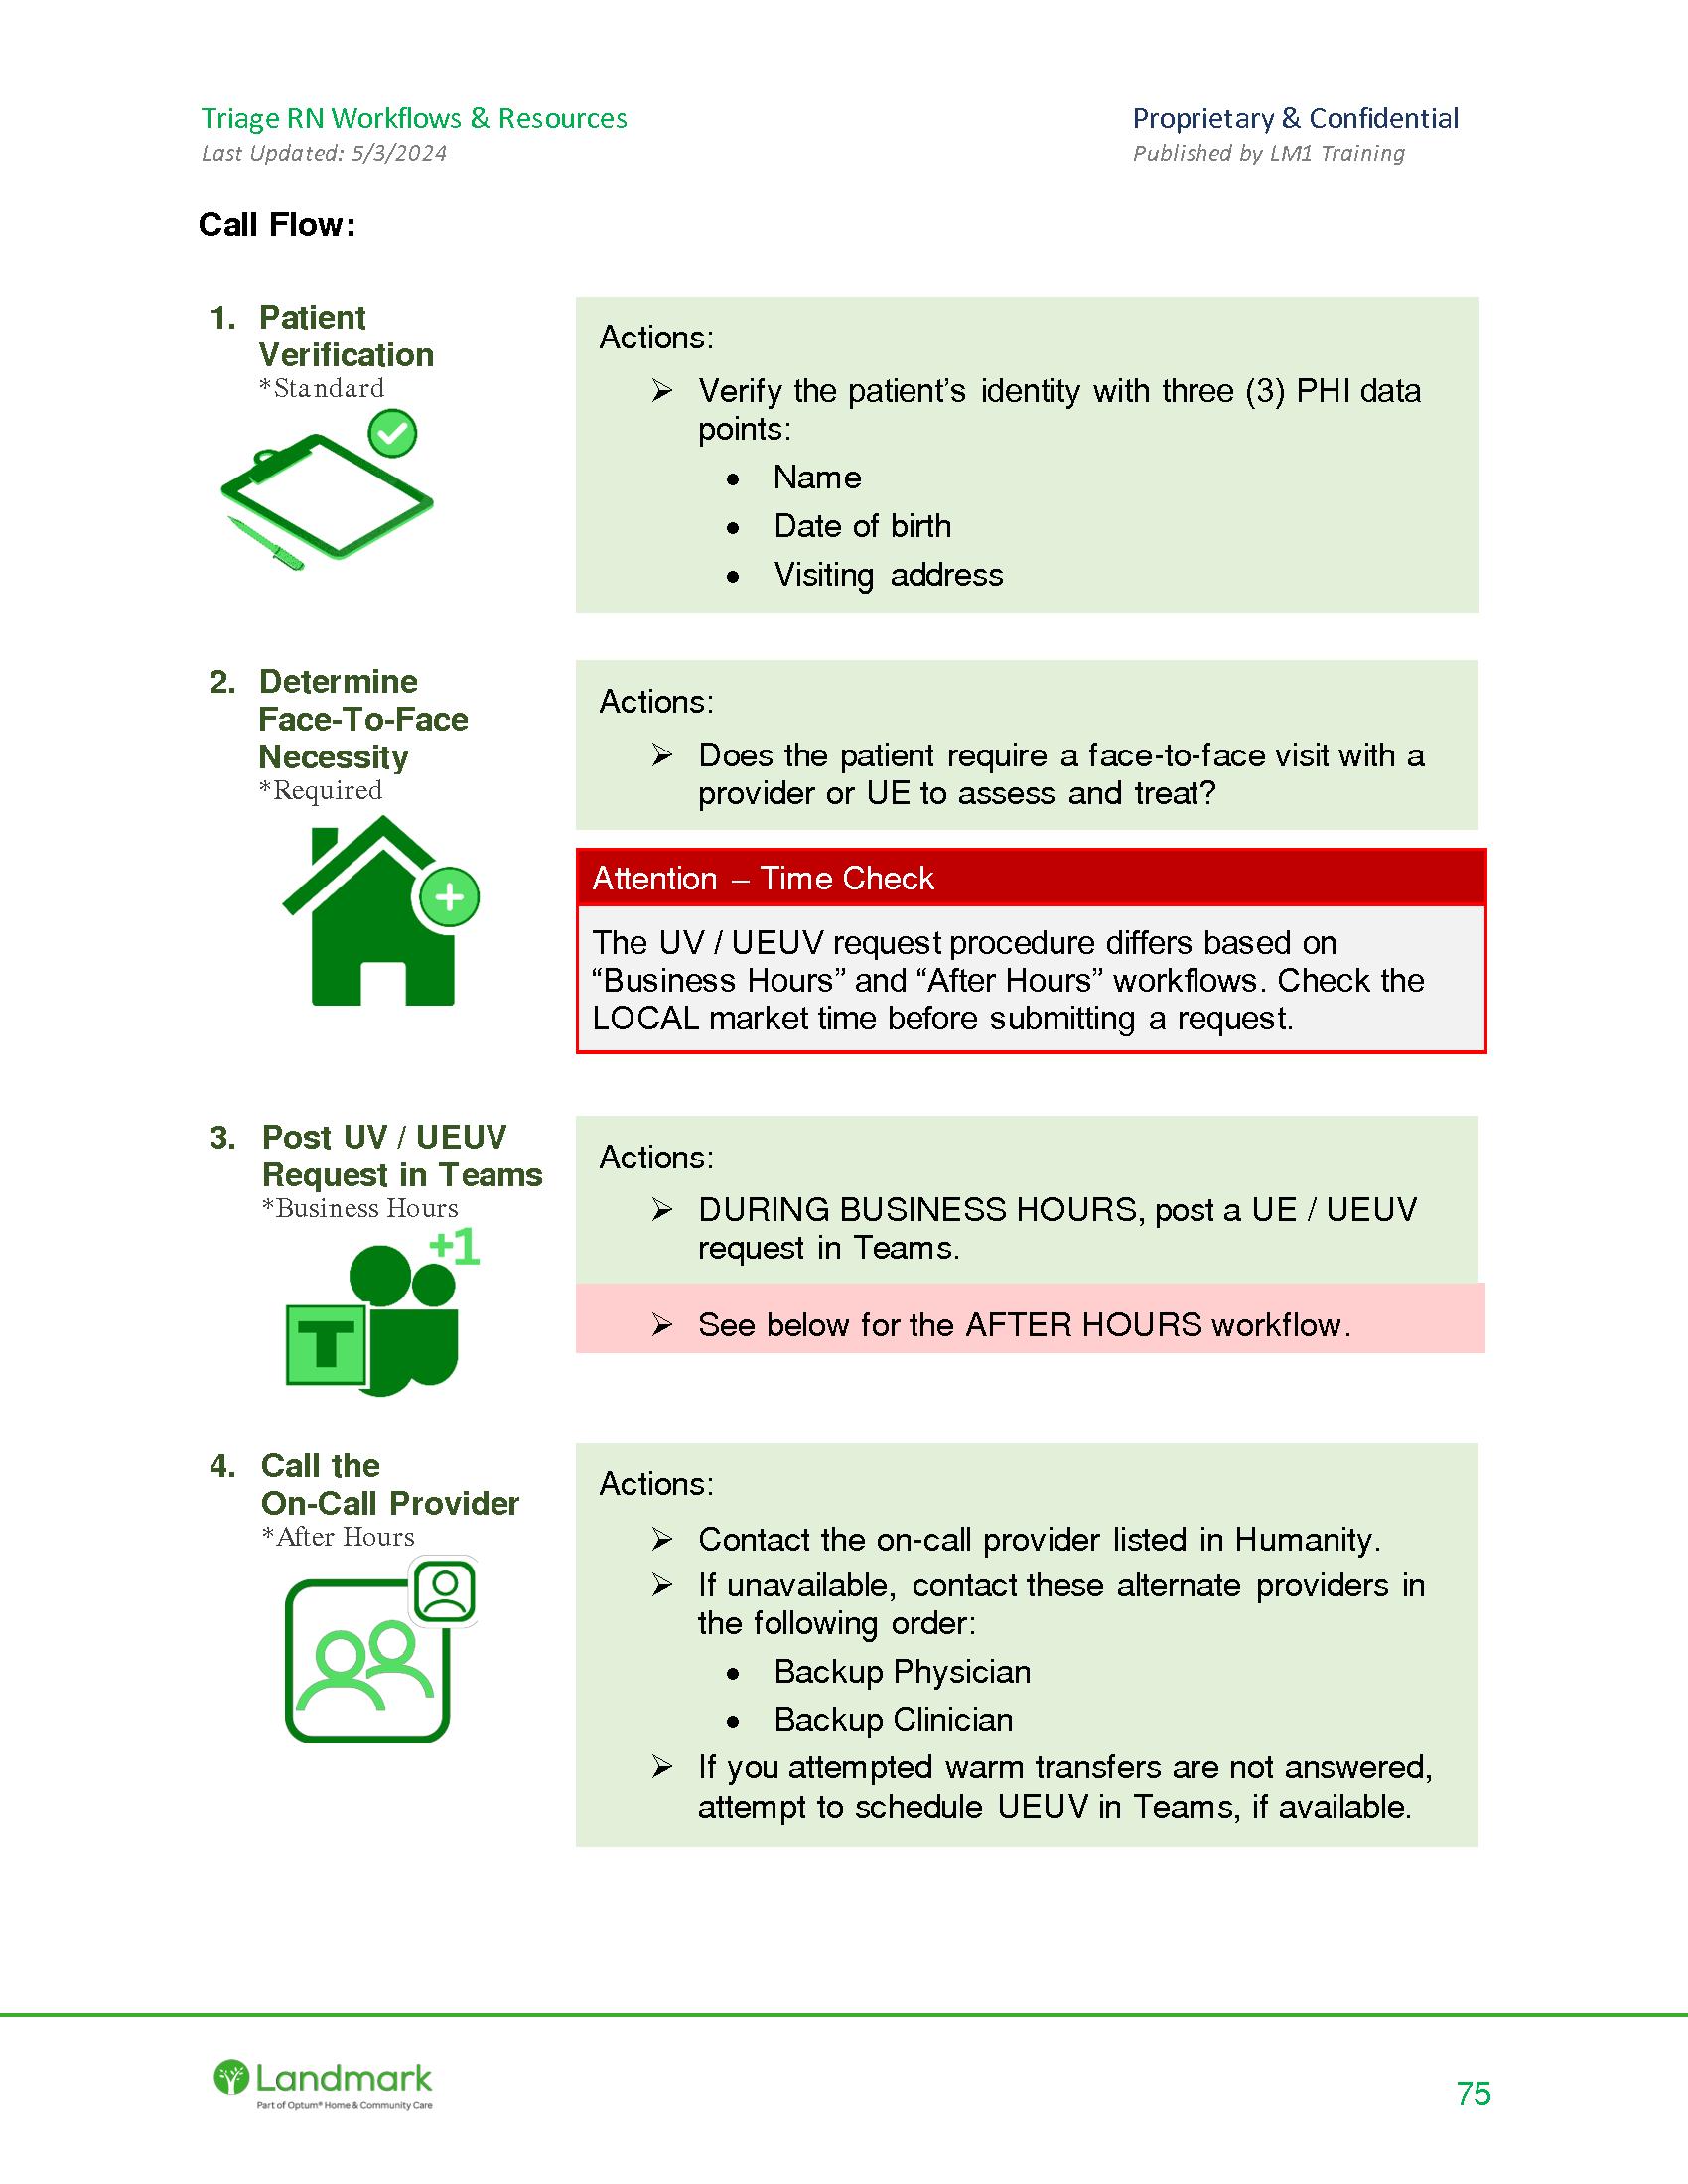 Triage RN Workflows & Resources
Proprietary & Confidential
Last Updated: 5/3/2024
Published by LM1 Training
Call Flow:
1. Patient
Verification
*Standard
Actions:
➢ Verify the patient’s identity with three (3) PHI data
points:
• Name
• Date of birth
• Visiting address
2. Determine
Face-To-Face
Necessity
*Required
Actions:
➢ Does the patient require a face-to-face visit with a
provider or UE to assess and treat?
Attention – Time Check
The UV / UEUV request procedure differs based on
“Business Hours” and “After Hours” workflows. Check the
LOCAL market time before submitting a request.
3. Post UV / UEUV
Request in Teams
*Business Hours
+1
T
Actions:
➢ DURING BUSINESS HOURS, post a UE / UEUV
request in Teams.
➢ See below for the AFTER HOURS workflow.
4. Call the
On-Call Provider
*After Hours
Actions:
➢ Contact the on-call provider listed in Humanity.
➢ If unavailable, contact these alternate providers in
the following order:
• Backup Physician
• Backup Clinician
➢ If you attempted warm transfers are not answered,
attempt to schedule UEUV in Teams, if available.
Landmark
Part of Optum® Home & Community Care
75